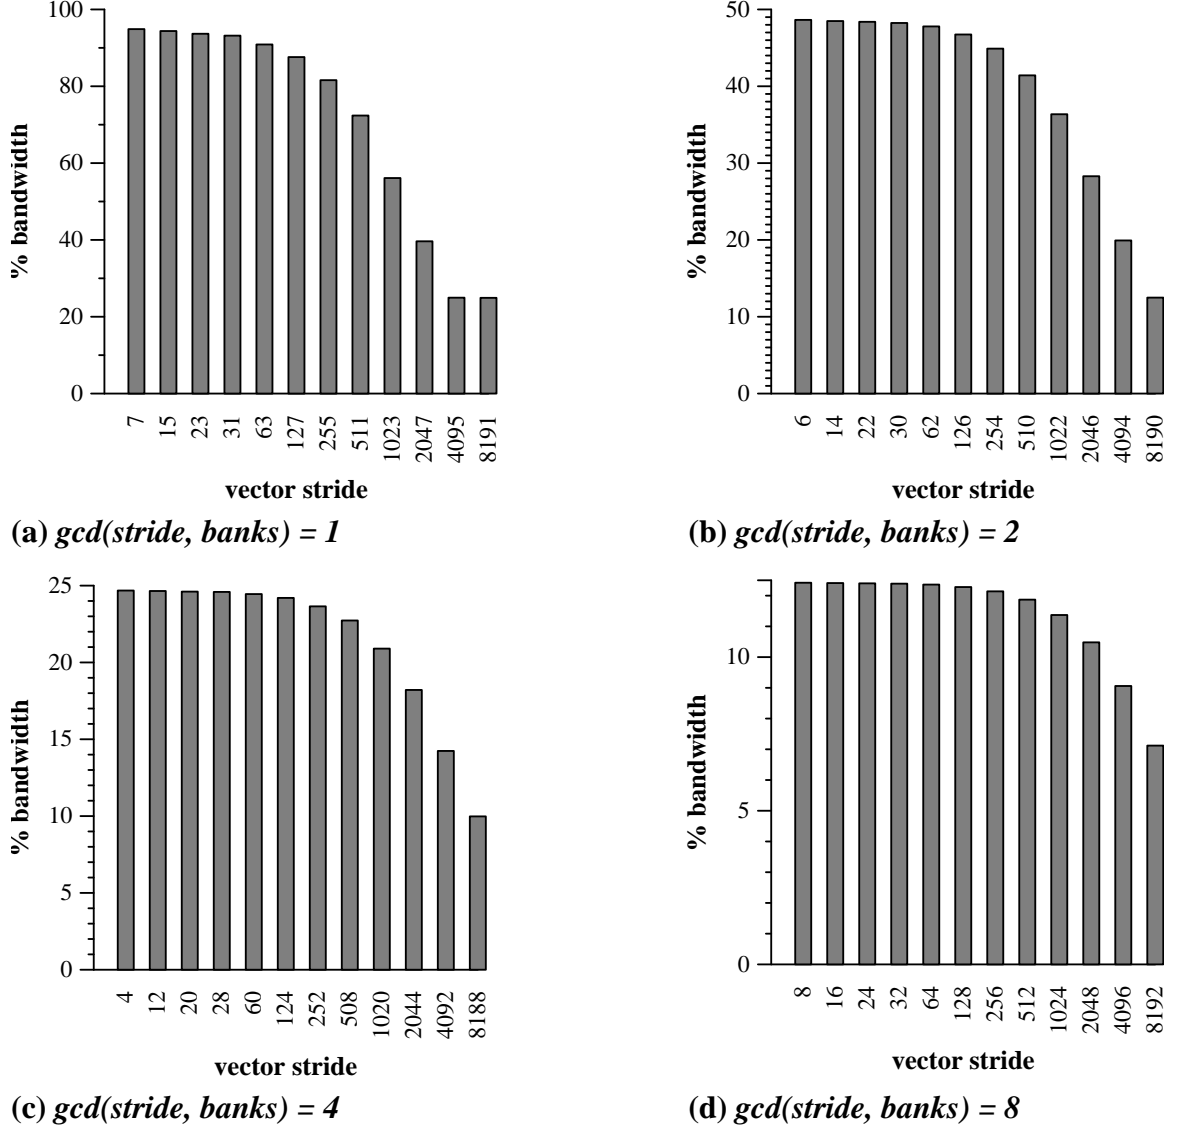 100
80
60
40
20
0
% bandwidth
7 15 23 31 63 127 255 511 1023 2047 4095 8191
vector stride
(a) gcd(stride, banks) = 1
50
40
30
20
10
0
% bandwidth
6 14 22 30 62 126 254 510 1022 2046 4094 8190
vector stride
(b) gcd(stride, banks) = 2
25
20
15
10
5
0
% bandwidth
4 12 20 28 60 124 252 508 1020 2044 4092 8188
vector stride
(c) gcd(stride, banks) = 4
10
5
0
% bandwidth
8 16 24 32 64 128 256 512 1024 2048 4096 8192
vector stride
(d) gcd(stride, banks) = 8